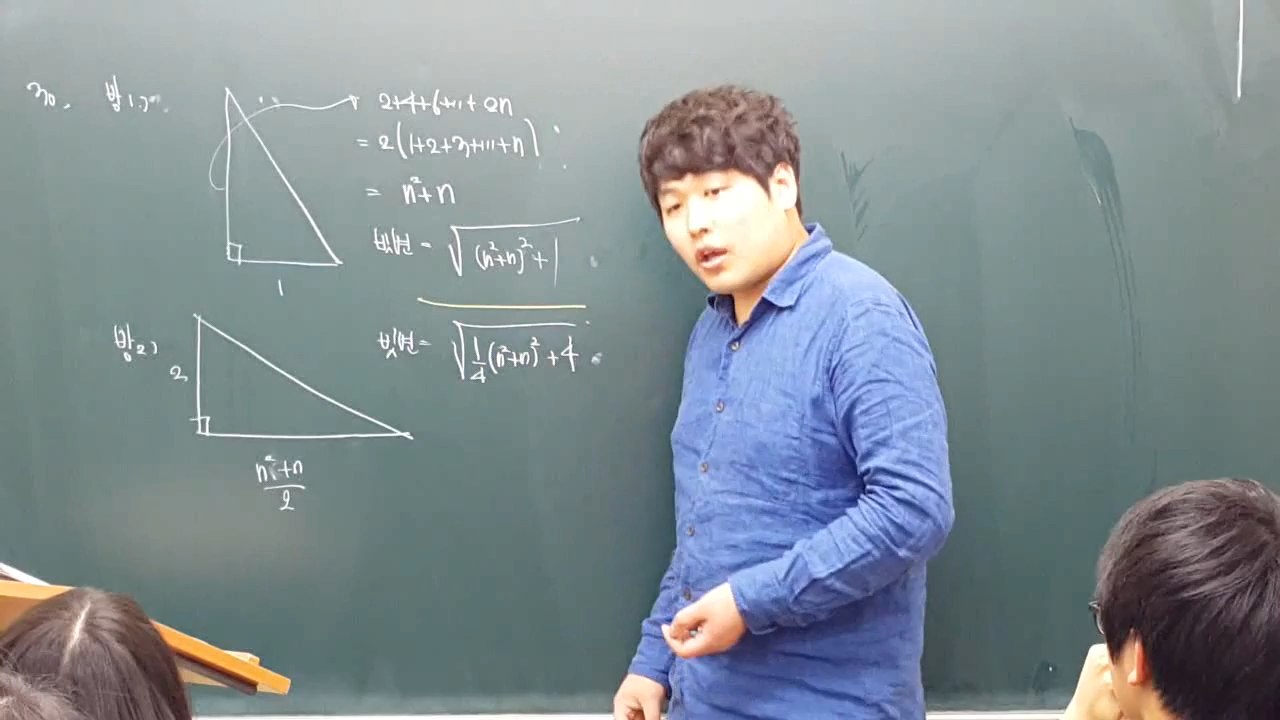 30. 방1)
2+4+6+...+2n
= 2(1+2+3+...+n)
= n²+n
빗변 = √((n²+n)²+1)
1
방2)
2
빗변 = √(1/4(n²+n)²+4)
(n²+n)/2